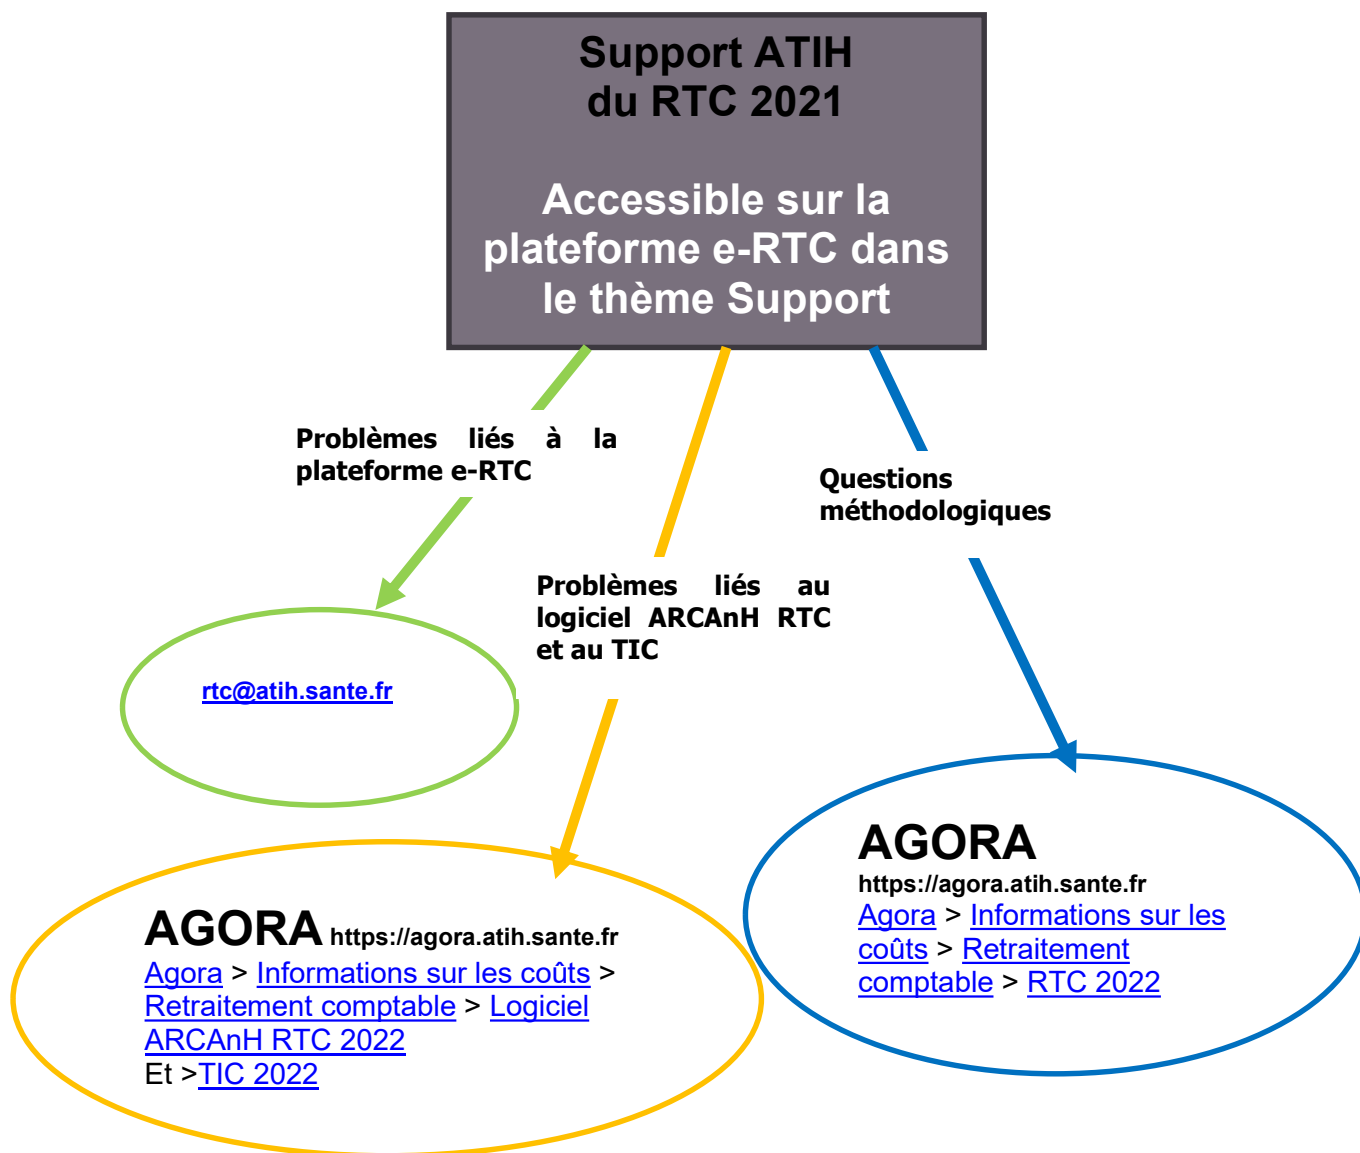 Support ATIH
du RTC 2021
Accessible sur la
plateforme e-RTC dans
le thème Support
Problèmes liés à la
plateforme e-RTC
Questions
méthodologiques
Problèmes liés au
logiciel ARCAnH RTC
et au TIC
rtc@atih.sante.fr
AGORA
https://agora.atih.sante.fr
Agora > Informations sur les
coûts > Retraitement
comptable > RTC 2022
AGORA https://agora.atih.sante.fr
Agora > Informations sur les coûts >
Retraitement comptable > Logiciel
ARCAnH RTC 2022
Et >TIC 2022